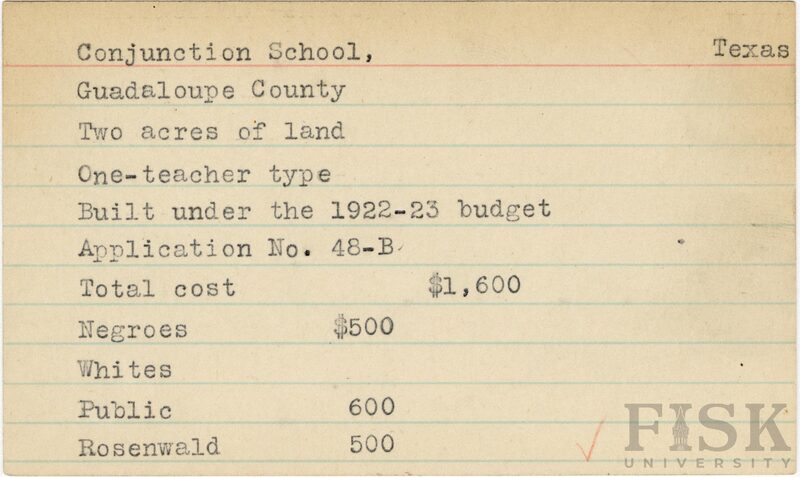 Conjunction School, Texas
Guadaloupe County
Two acres of land
One-teacher type
Built under the 1922-23 budget
Application No. 48-B
Total cost $1,600
Negroes $500
Whites
Public 600
Rosenwald 500
FISK
UNIVERSITY